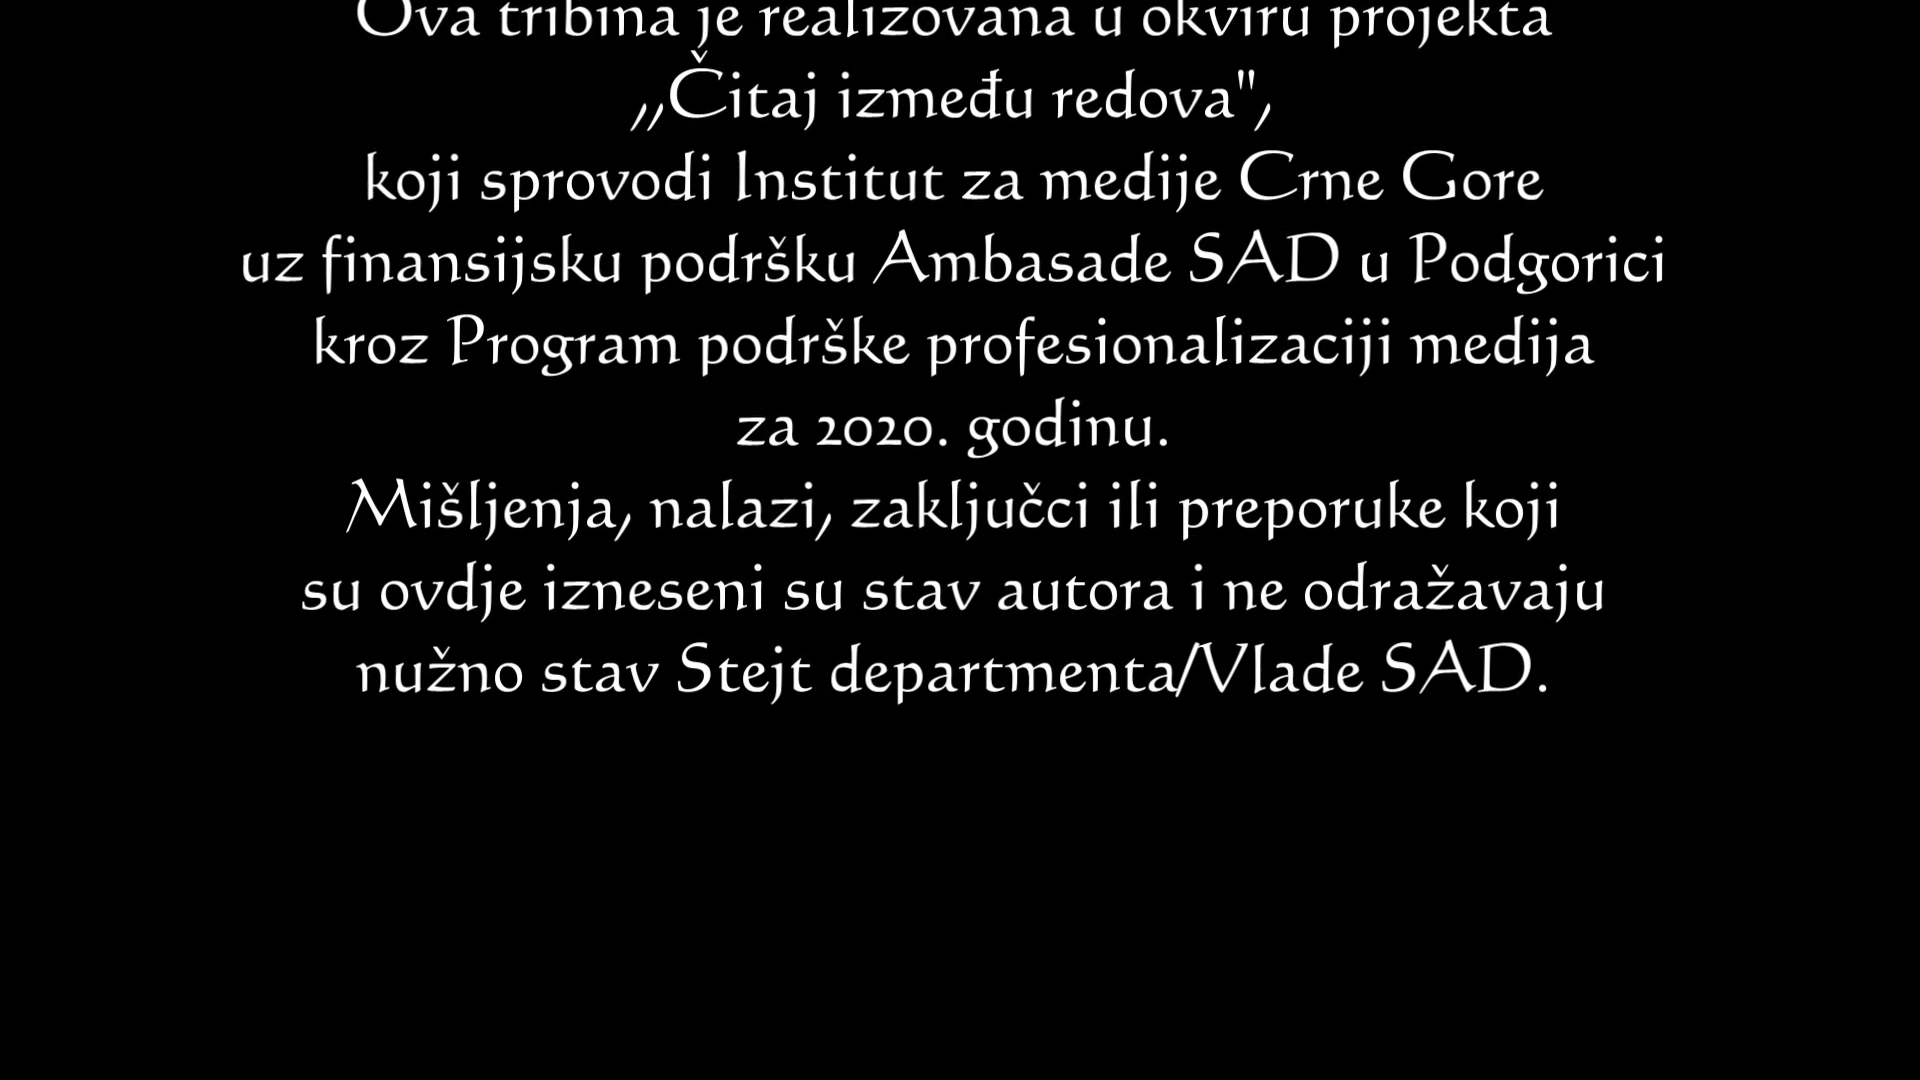 Ova tribina je realizovana u okviru projekta
,,Čitaj između redova",
koji sprovodi Institut za medije Crne Gore
uz finansijsku podršku Ambasade SAD u Podgorici
kroz Program podrške profesionalizaciji medija
za 2020. godinu.
Mišljenja, nalazi, zaključci ili preporuke koji
su ovdje izneseni su stav autora i ne odražavaju
nužno stav Stejt departmenta/Vlade SAD.